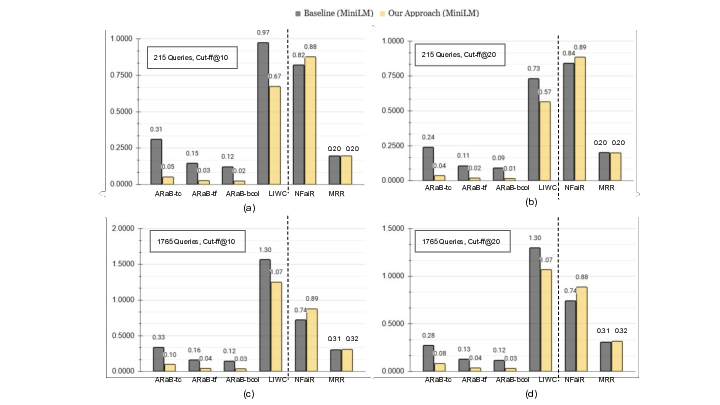 Baseline (MiniLM) Our Approach (MiniLM)
1.0000
0.7500
0.5000
0.2500
0.0000
215 Queries, Cut-ff@10
0.31 0.05 0.15 0.03 0.12 0.02 0.97 0.67 0.82 0.88 0.20 0.20
ARaB-tc ARaB-tf ARaB-bool LIWC NFaiR MRR
(a)
1.0000
0.7500
0.5000
0.2500
0.0000
215 Queries, Cut-ff@20
0.24 0.04 0.11 0.02 0.09 0.01 0.73 0.57 0.84 0.89 0.20 0.20
ARaB-tc ARaB-tf ARaB-bool LIWC NFaiR MRR
(b)
2.0000
1.5000
1.0000
0.5000
0.0000
1765 Queries, Cut-ff@10
0.33 0.10 0.16 0.04 0.12 0.03 1.30 1.07 0.74 0.89 0.31 0.32
ARaB-tc ARaB-tf ARaB-bool LIWC NFaiR MRR
(c)
1.5000
1.0000
0.5000
0.0000
1765 Queries, Cut-ff@20
0.28 0.08 0.13 0.04 0.12 0.03 1.30 1.07 0.74 0.88 0.31 0.32
ARaB-tc ARaB-tf ARaB-bool LIWC NFaiR MRR
(d)